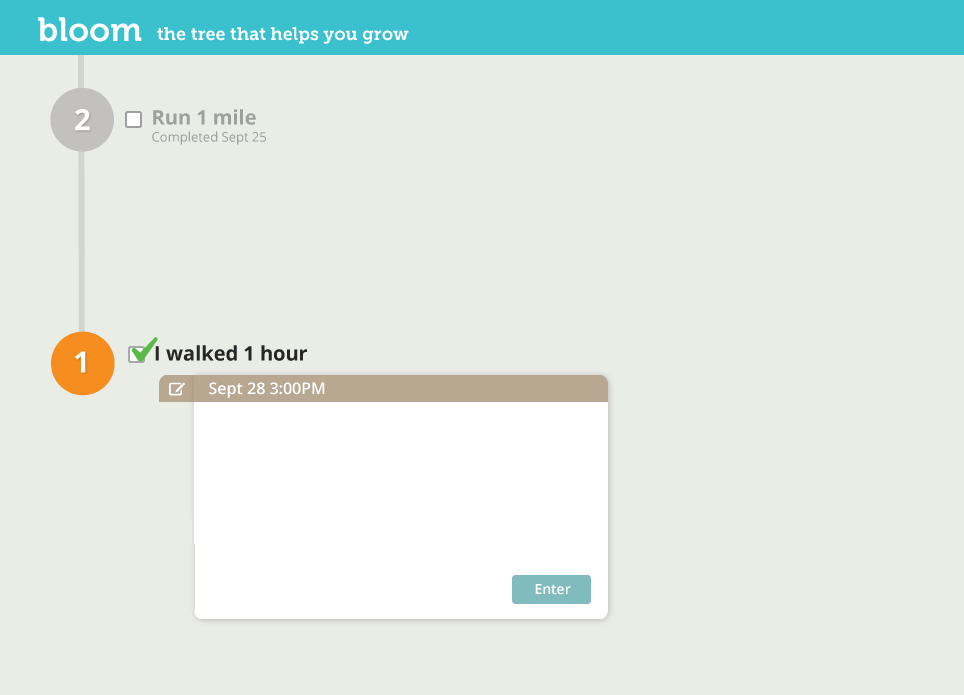 bloom the tree that helps you grow
2
Run 1 mile
Completed Sept 25
1
I walked 1 hour
Sept 28 3:00PM
Enter